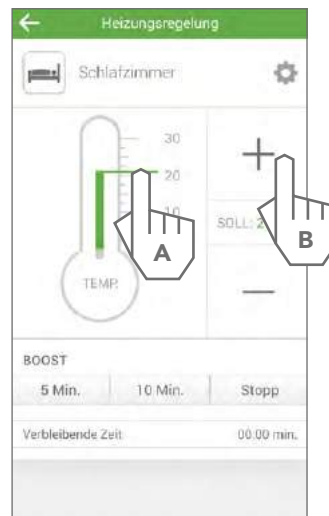 Heizungsregelung
Schlafzimmer
30
20
10
A
B
SOLL: 2
TEMP.
BOOST
5 Min. 10 Min. Stopp
Verbleibende Zeit 00:00 min.